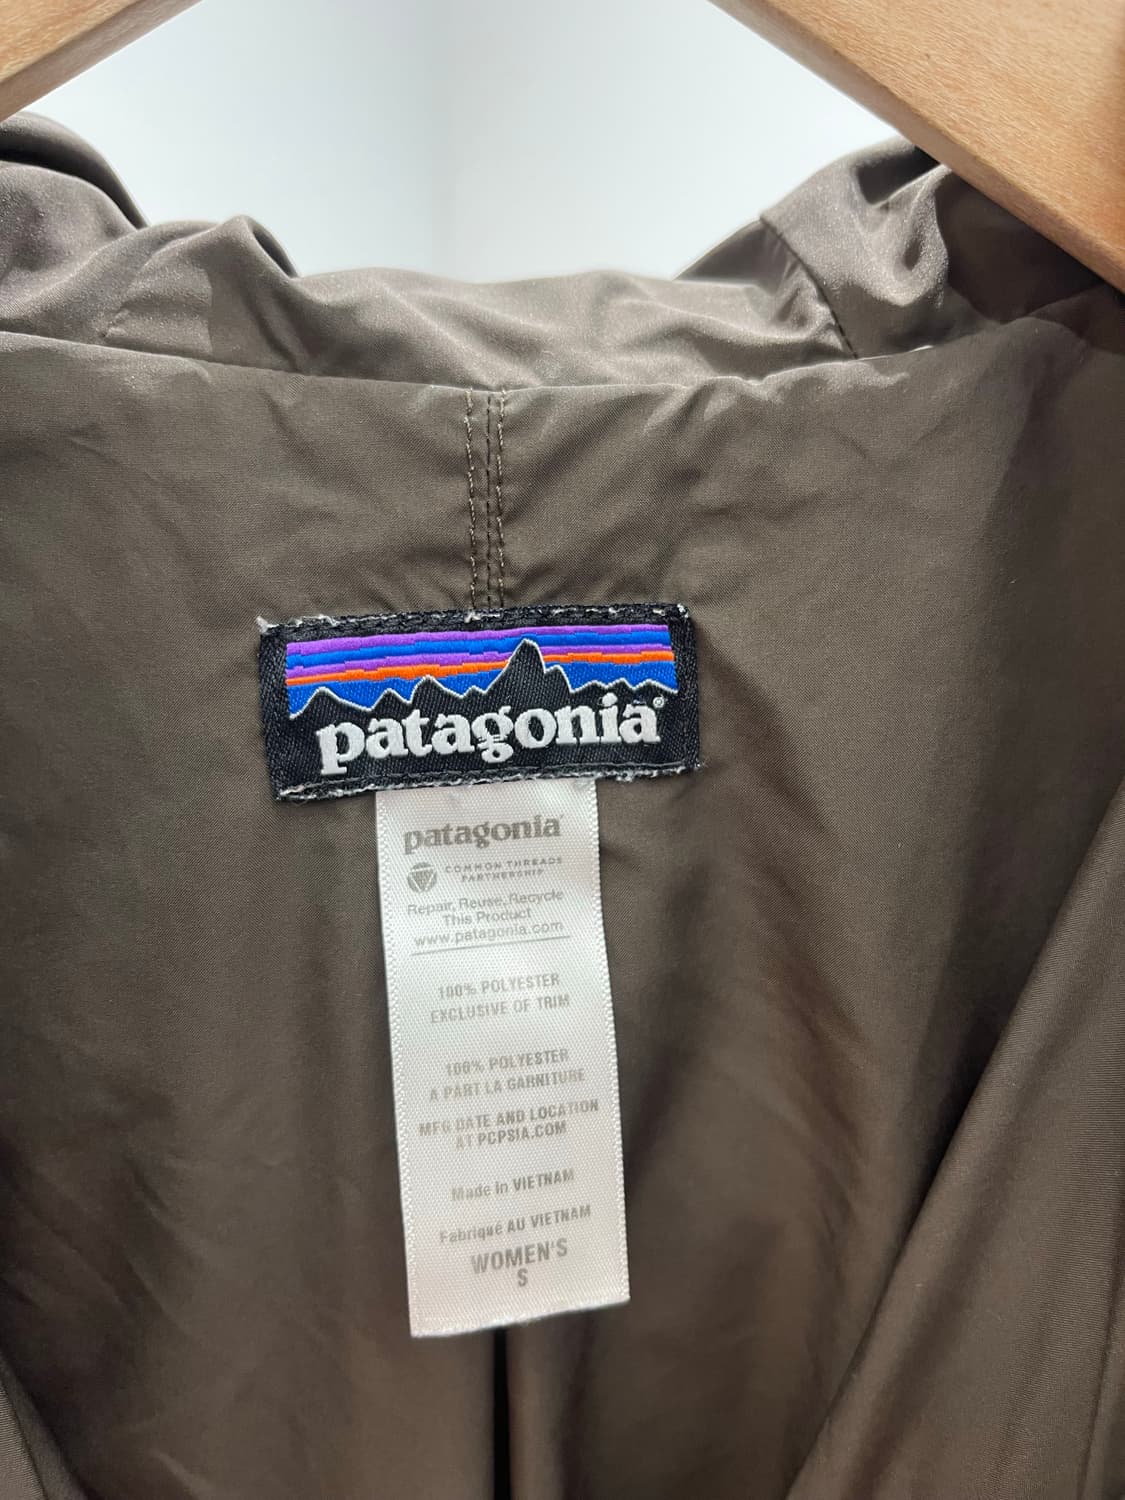 patagonia®
patagonia®
COMMON THREADS
PARTNERSHIP
Repair, Reuse, Recycle
This Product
www.patagonia.com
100% POLYESTER
EXCLUSIVE OF TRIM
100% POLYESTER
A PART LA GARNITURE
MFG DATE AND LOCATION
AT PCPSIA.COM
Made in VIETNAM
Fabriqué AU VIETNAM
WOMEN'S
S